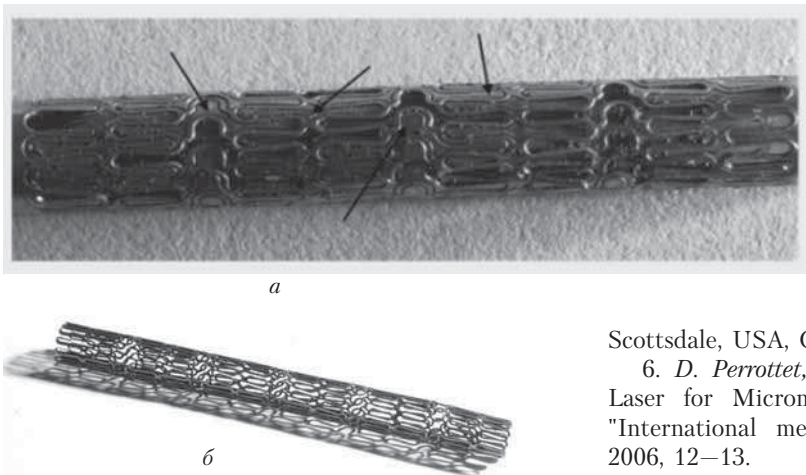 а
б
Scottsdale, USA,
6. D. Perrottet,
Laser for Micron
"International me
2006, 12—13.